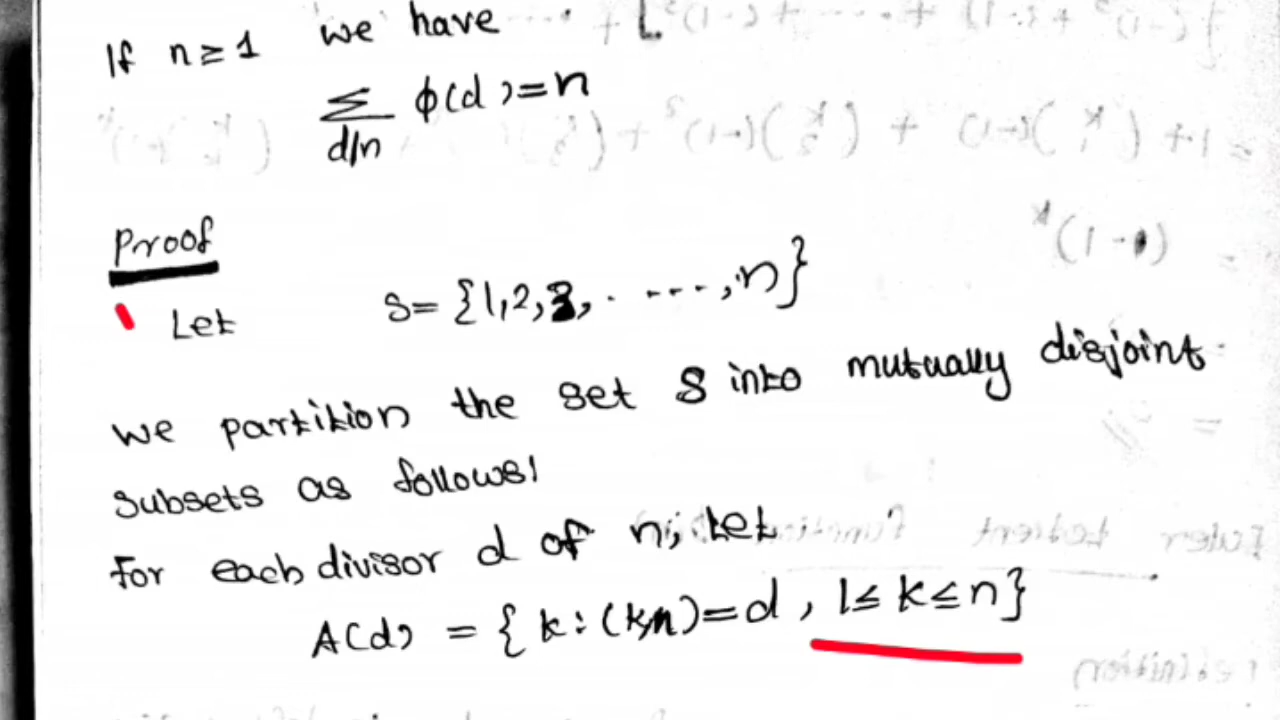 If n ≥ 1 we have
∑ ϕ(d) = n
d/n
Proof
Let S = {1, 2, 3, . ...., n}
we partition the set S into mutually disjoint
subsets as follows!
For each divisor d of n; let
A(d) = { k : (k,n) = d , 1 ≤ k ≤ n}